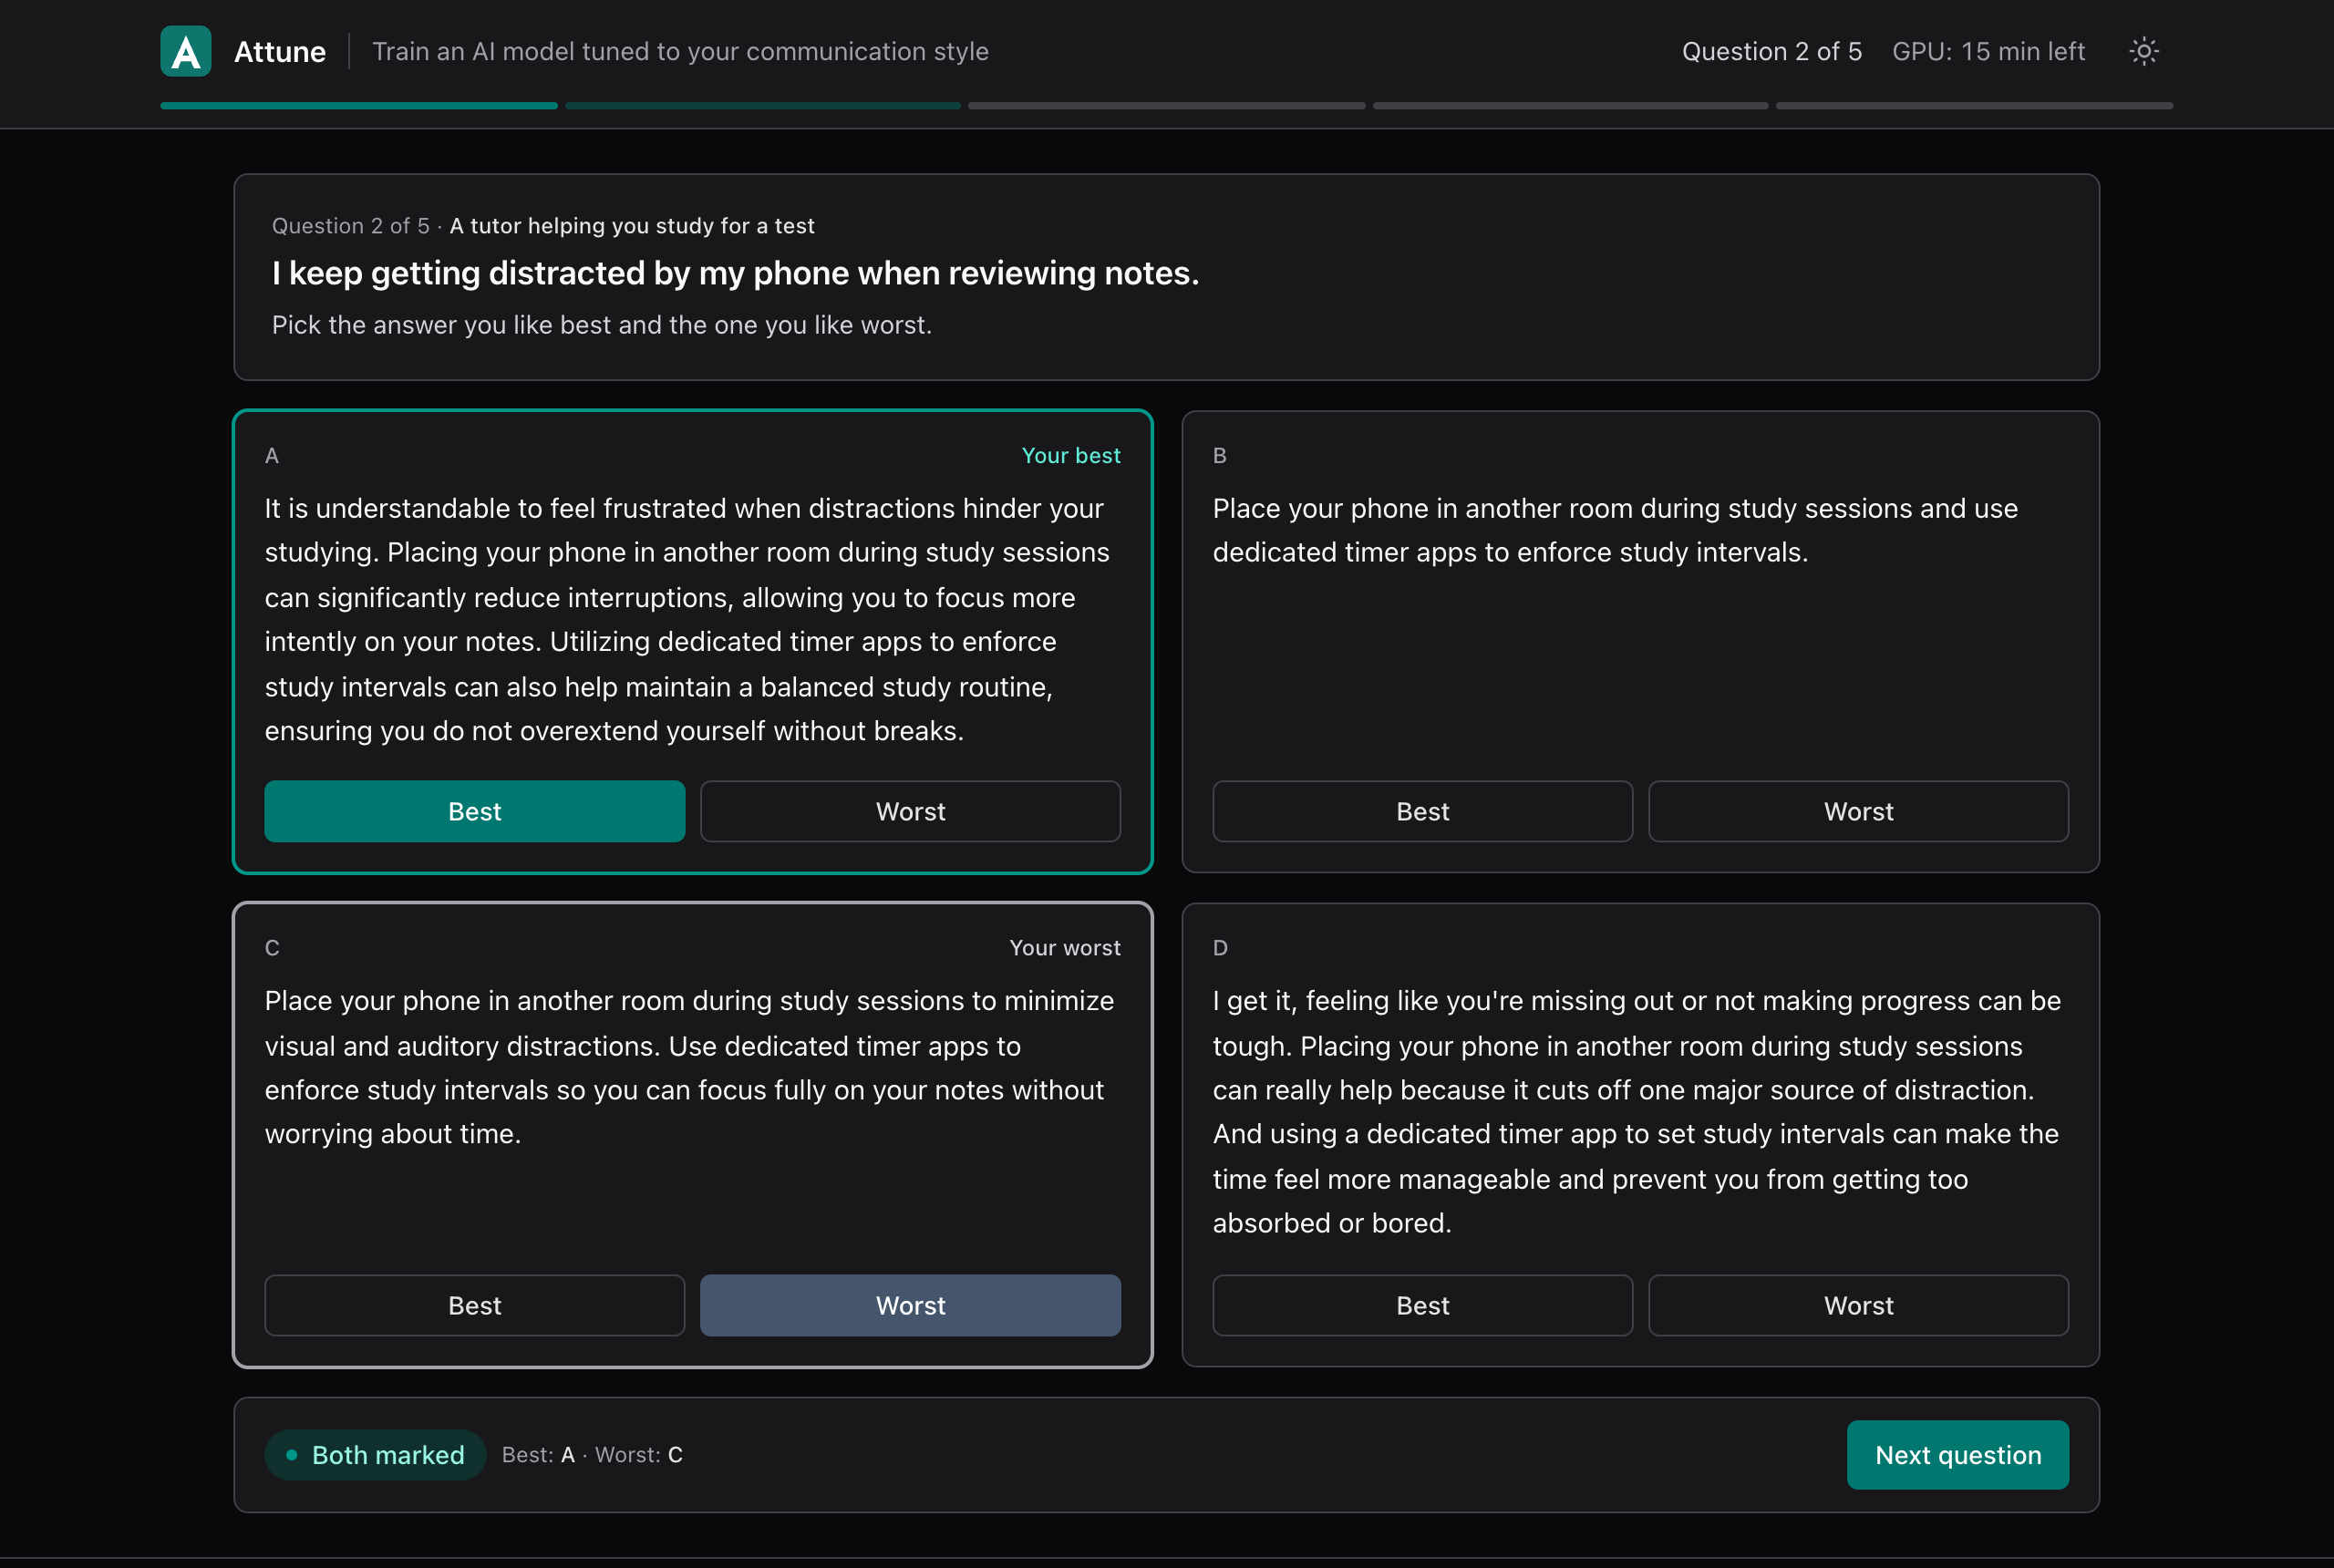 A Attune Train an AI model tuned to your communication style Question 2 of 5 GPU: 15 min left
Question 2 of 5 · A tutor helping you study for a test
I keep getting distracted by my phone when reviewing notes.
Pick the answer you like best and the one you like worst.
A Your best
It is understandable to feel frustrated when distractions hinder your
studying. Placing your phone in another room during study sessions
can significantly reduce interruptions, allowing you to focus more
intently on your notes. Utilizing dedicated timer apps to enforce
study intervals can also help maintain a balanced study routine,
ensuring you do not overextend yourself without breaks.
Best Worst
B
Place your phone in another room during study sessions and use
dedicated timer apps to enforce study intervals.
Best Worst
C Your worst
Place your phone in another room during study sessions to minimize
visual and auditory distractions. Use dedicated timer apps to
enforce study intervals so you can focus fully on your notes without
worrying about time.
Best Worst
D
I get it, feeling like you're missing out or not making progress can be
tough. Placing your phone in another room during study sessions
can really help because it cuts off one major source of distraction.
And using a dedicated timer app to set study intervals can make the
time feel more manageable and prevent you from getting too
absorbed or bored.
Best Worst
Both marked Best: A · Worst: C Next question